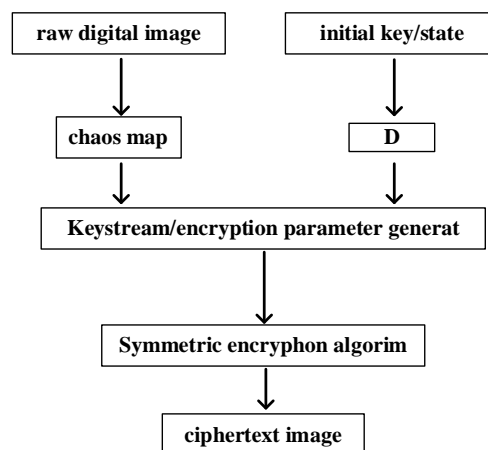 raw digital image
initial key/state
chaos map
D
Keystream/encryption parameter generat
Symmetric encryphon algorim
ciphertext image